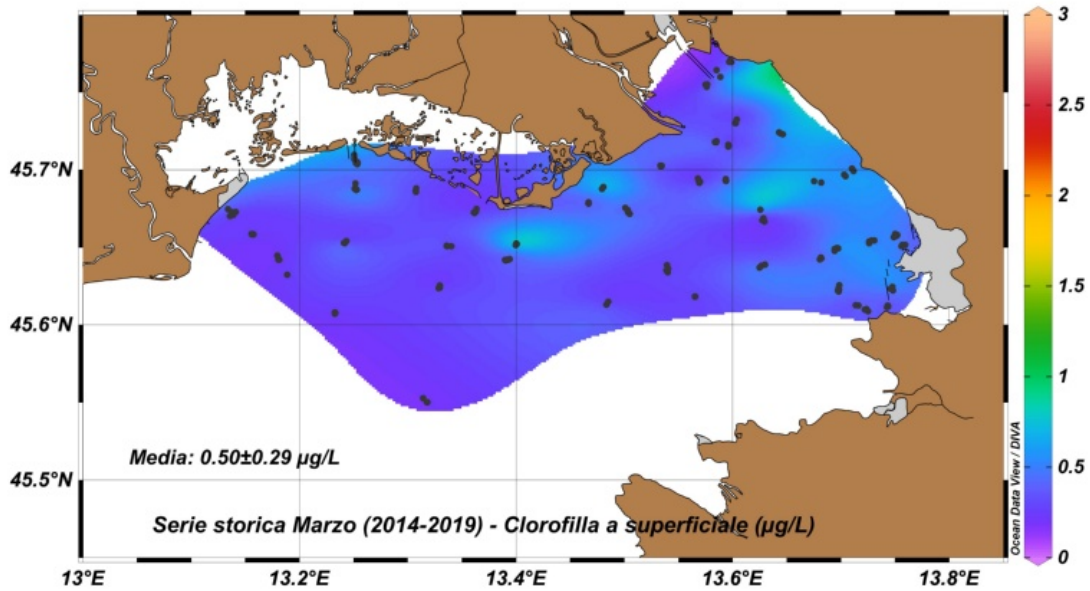 3
2.5
2
1.5
1
0.5
0
Ocean Data View / DIVA
45.7°N
45.6°N
45.5°N
Media: 0.50±0.29 µg/L
Serie storica Marzo (2014-2019) - Clorofilla a superficiale (µg/L)
13°E 13.2°E 13.4°E 13.6°E 13.8°E